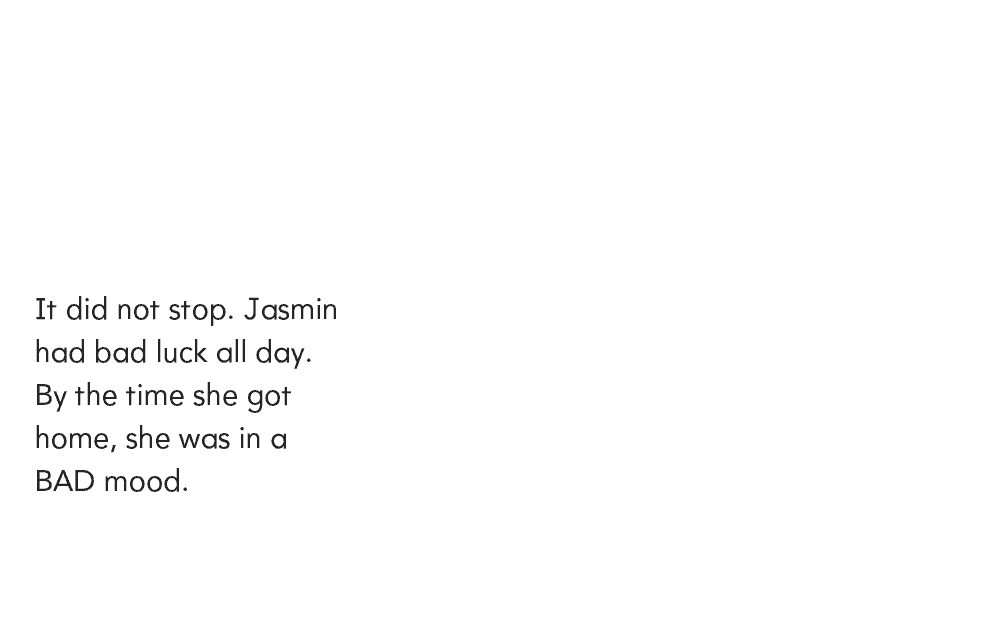 It did not stop. Jasmin
had bad luck all day.
By the time she got
home, she was in a
BAD mood.